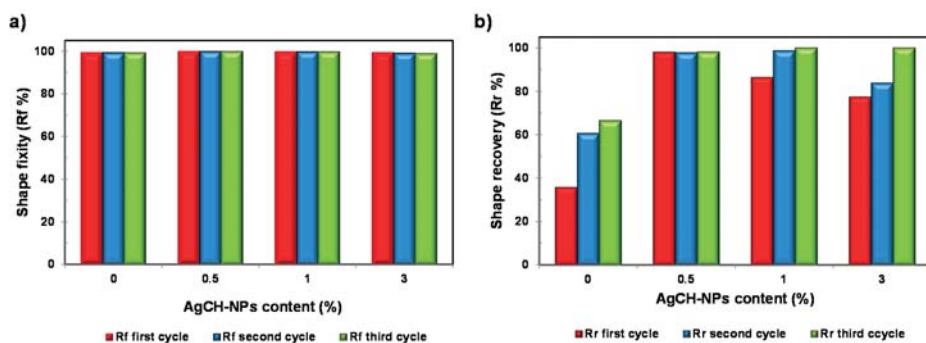 a)
Shape fixity (Rf %)
100
80
60
40
20
0
0 0.5 1 3
AgCH-NPs content (%)
Rf first cycle Rf second cycle Rf third cycle
b)
Shape recovery (Rr %)
100
80
60
40
20
0
0 0.5 1 3
AgCH-NPs content (%)
Rr first cycle Rr second cycle Rr third ccycle